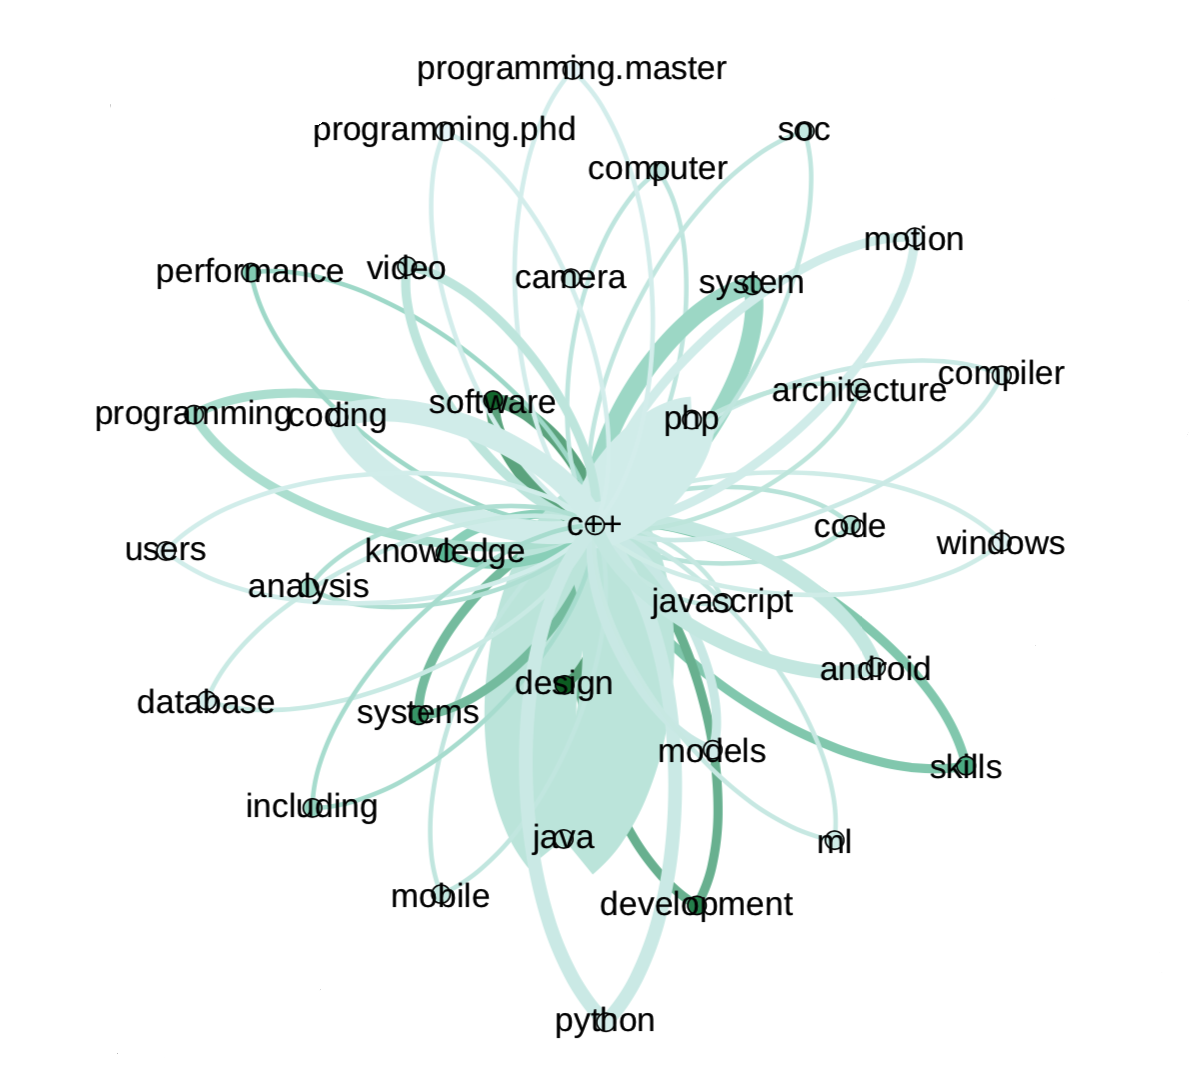 programming.master
programming.phd
soc
computer
motion
performance
video
camera
system
compiler
architecture
programming
coding
software
php
c++
code
windows
users
knowledge
analysis
javascript
android
design
database
systems
models
skills
including
java
ml
mobile
development
python